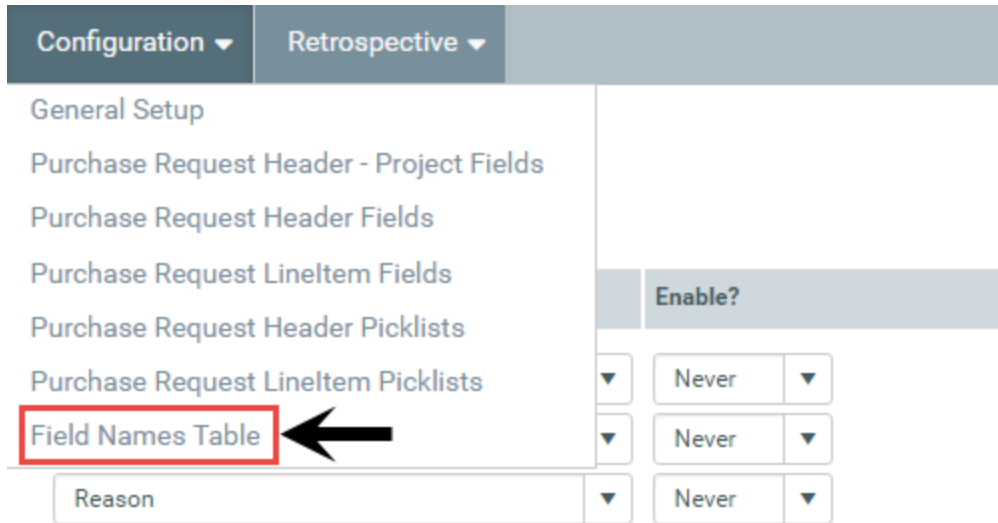 Configuration Retrospective
General Setup
Purchase Request Header - Project Fields
Purchase Request Header Fields
Purchase Request LineItem Fields
Enable?
Purchase Request Header Picklists
Purchase Request LineItem Picklists
Never
Field Names Table
Never
Reason Never